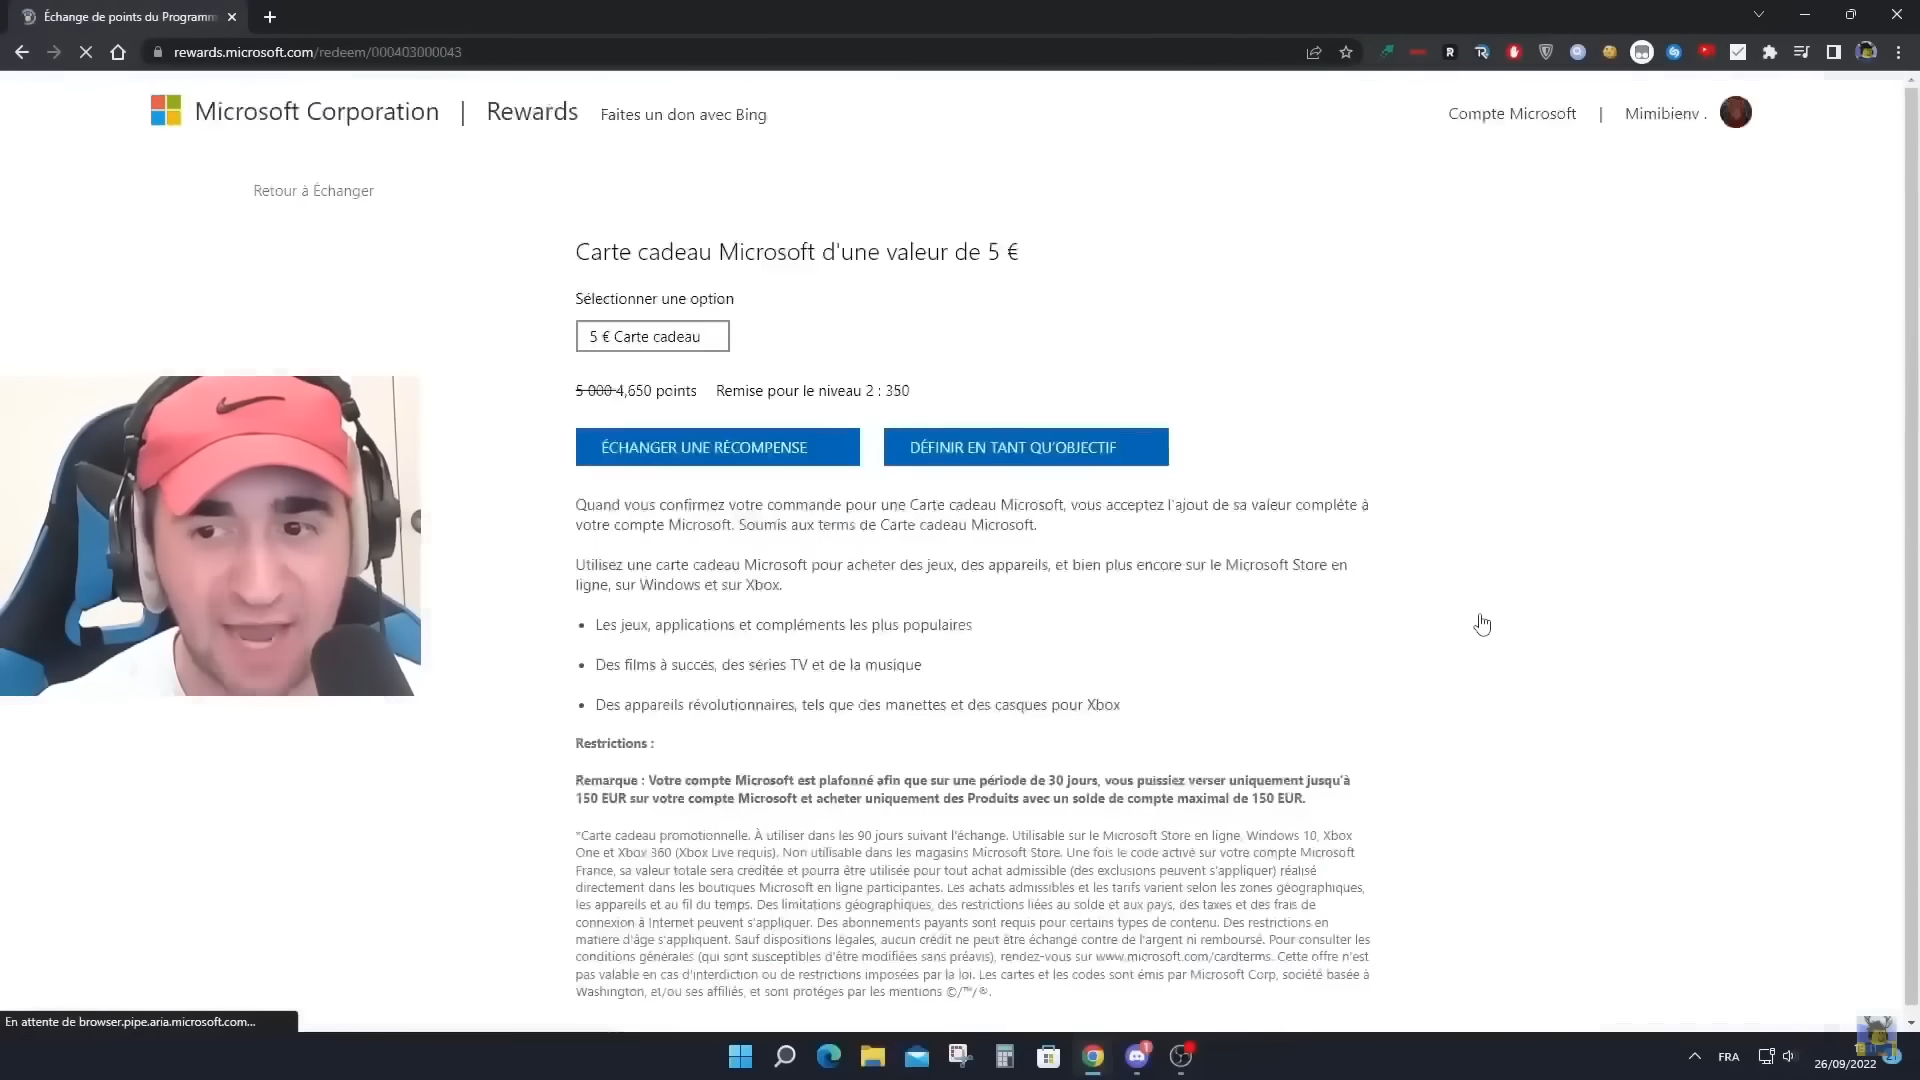 Échange de points du Programm
rewards.microsoft.com/redeem/000403000043
Microsoft Corporation | Rewards Faites un don avec Bing
Compte Microsoft | Mimibienv .
Retour à Échanger
Carte cadeau Microsoft d'une valeur de 5 €
Sélectionner une option
5 € Carte cadeau
5 000 4,650 points Remise pour le niveau 2 : 350
ÉCHANGER UNE RÉCOMPENSE
DÉFINIR EN TANT QU'OBJECTIF
Quand vous confirmez votre commande pour une Carte cadeau Microsoft, vous acceptez l'ajout de sa valeur complète à
votre compte Microsoft. Soumis aux terms de Carte cadeau Microsoft.
Utilisez une carte cadeau Microsoft pour acheter des jeux, des appareils, et bien plus encore sur le Microsoft Store en
ligne, sur Windows et sur Xbox.
• Les jeux, applications et compléments les plus populaires
• Des films à succès, des séries TV et de la musique
• Des appareils révolutionnaires, tels que des manettes et des casques pour Xbox
Restrictions :
Remarque : Votre compte Microsoft est plafonné afin que sur une période de 30 jours, vous puissiez verser uniquement jusqu'à
150 EUR sur votre compte Microsoft et acheter uniquement des Produits avec un solde de compte maximal de 150 EUR.
*Carte cadeau promotionnelle. À utiliser dans les 90 jours suivant l'échange. Utilisable sur le Microsoft Store en ligne, Windows 10, Xbox
One et Xbox 360 (Xbox Live requis). Non utilisable dans les magasins Microsoft Store. Une fois le code activé sur votre compte Microsoft
France, sa valeur totale sera créditée et pourra être utilisée pour tout achat admissible (des exclusions peuvent s'appliquer) réalisé
directement dans les boutiques Microsoft en ligne participantes. Les achats admissibles et les tarifs varient selon les zones géographiques,
les appareils et au fil du temps. Des limitations géographiques, des restrictions liées au solde et aux pays, des taxes et des frais de
connexion à Internet peuvent s'appliquer. Des abonnements payants sont requis pour certains types de contenu. Des restrictions en
matière d'âge s'appliquent. Sauf dispositions légales, aucun crédit ne peut être échangé contre de l'argent ni remboursé. Pour consulter les
conditions générales (qui sont susceptibles d'être modifiées sans préavis), rendez-vous sur www.microsoft.com/cardterms. Cette offre n'est
pas valable en cas d'interdiction ou de restrictions imposées par la loi. Les cartes et les codes sont émis par Microsoft Corp, société basée à
Washington, et/ou ses affiliés, et sont protégés par les mentions ©/™/®.
En attente de browser.pipe.aria.microsoft.com...
FRA
26/09/2022